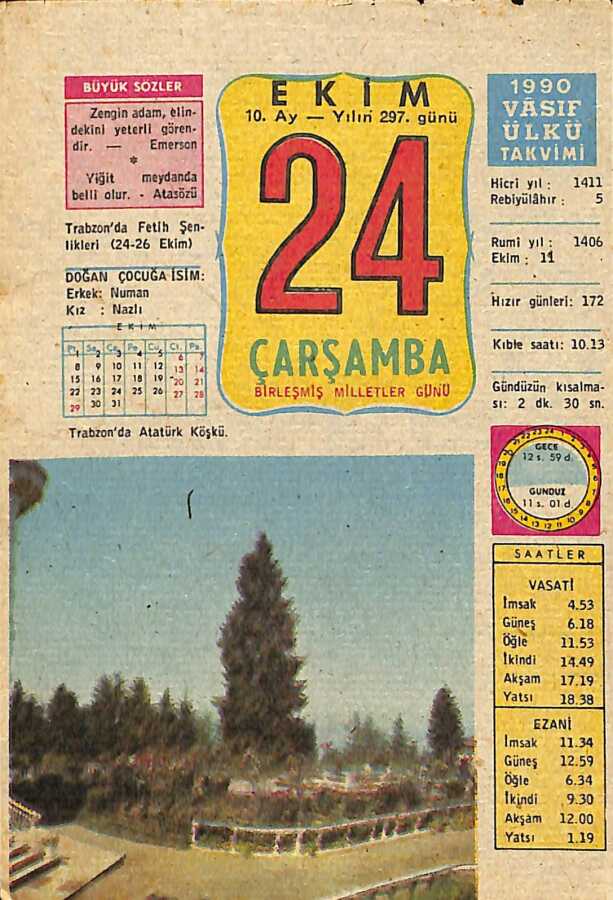 BÜYÜK SÖZLER
Zengin adam, elin-
dekini yeterli gören-
dir. — Emerson
*
Yiğit meydanda
belli olur. - Atasözü
Trabzon'da Fetih Şen-
likleri (24-26 Ekim)
DOĞAN ÇOCUĞA İSİM:
Erkek: Numan
Kız : Nazlı
EKİM
Pt. Sa. Ça. Pe. Cu. Ct. Pa.
1 2 3 4 5 6 7
8 9 10 11 12 13 14
15 16 17 18 19 20 21
22 23 24 25 26 27 28
29 30 31
Trabzon'da Atatürk Köşkü.
EKİM
10. Ay — Yılın 297. günü
24
ÇARŞAMBA
BİRLEŞMİŞ MİLLETLER GÜNÜ
1990
VÂSIF
ÜLKÜ
TAKVİMİ
Hicri yıl : 1411
Rebiyülâhır : 5
Rumi yıl : 1406
Ekim : 11
Hızır günleri: 172
Kıble saatı: 10.13
Gündüzün kısalma-
sı: 2 dk. 30 sn.
GECE
12 s. 59 d.
GUNDUZ
11 s. 01 d.
SAATLER
VASATİ
İmsak 4.53
Güneş 6.18
Öğle 11.53
İkindi 14.49
Akşam 17.19
Yatsı 18.38
EZANİ
İmsak 11.34
Güneş 12.59
Öğle 6.34
İkindi 9.30
Akşam 12.00
Yatsı 1.19